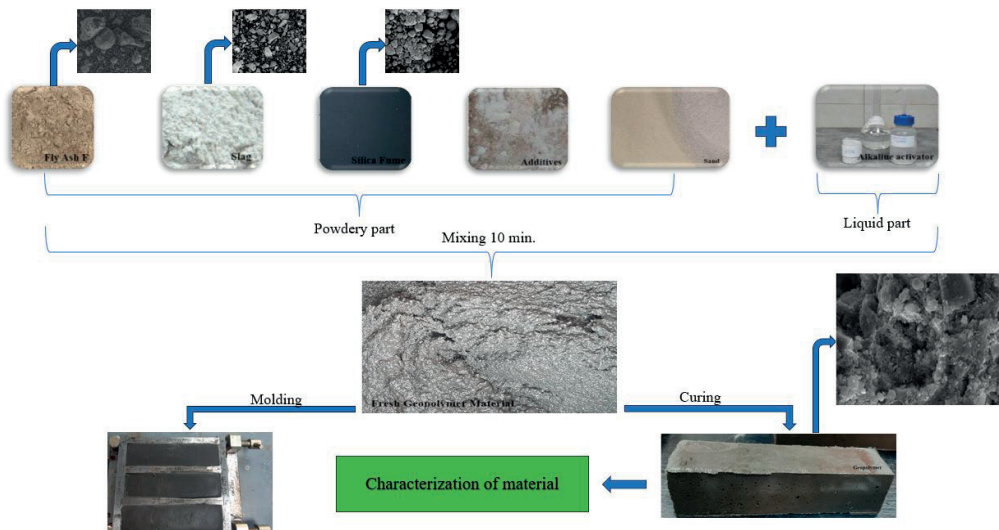 Fly Ash F
Slag
Silica Fume
Additives
Sand
Alkaline activator
Powdery part
Liquid part
Mixing 10 min.
Fresh Geopolymer Material
Molding
Curing
Geopolymer
Characterization of material